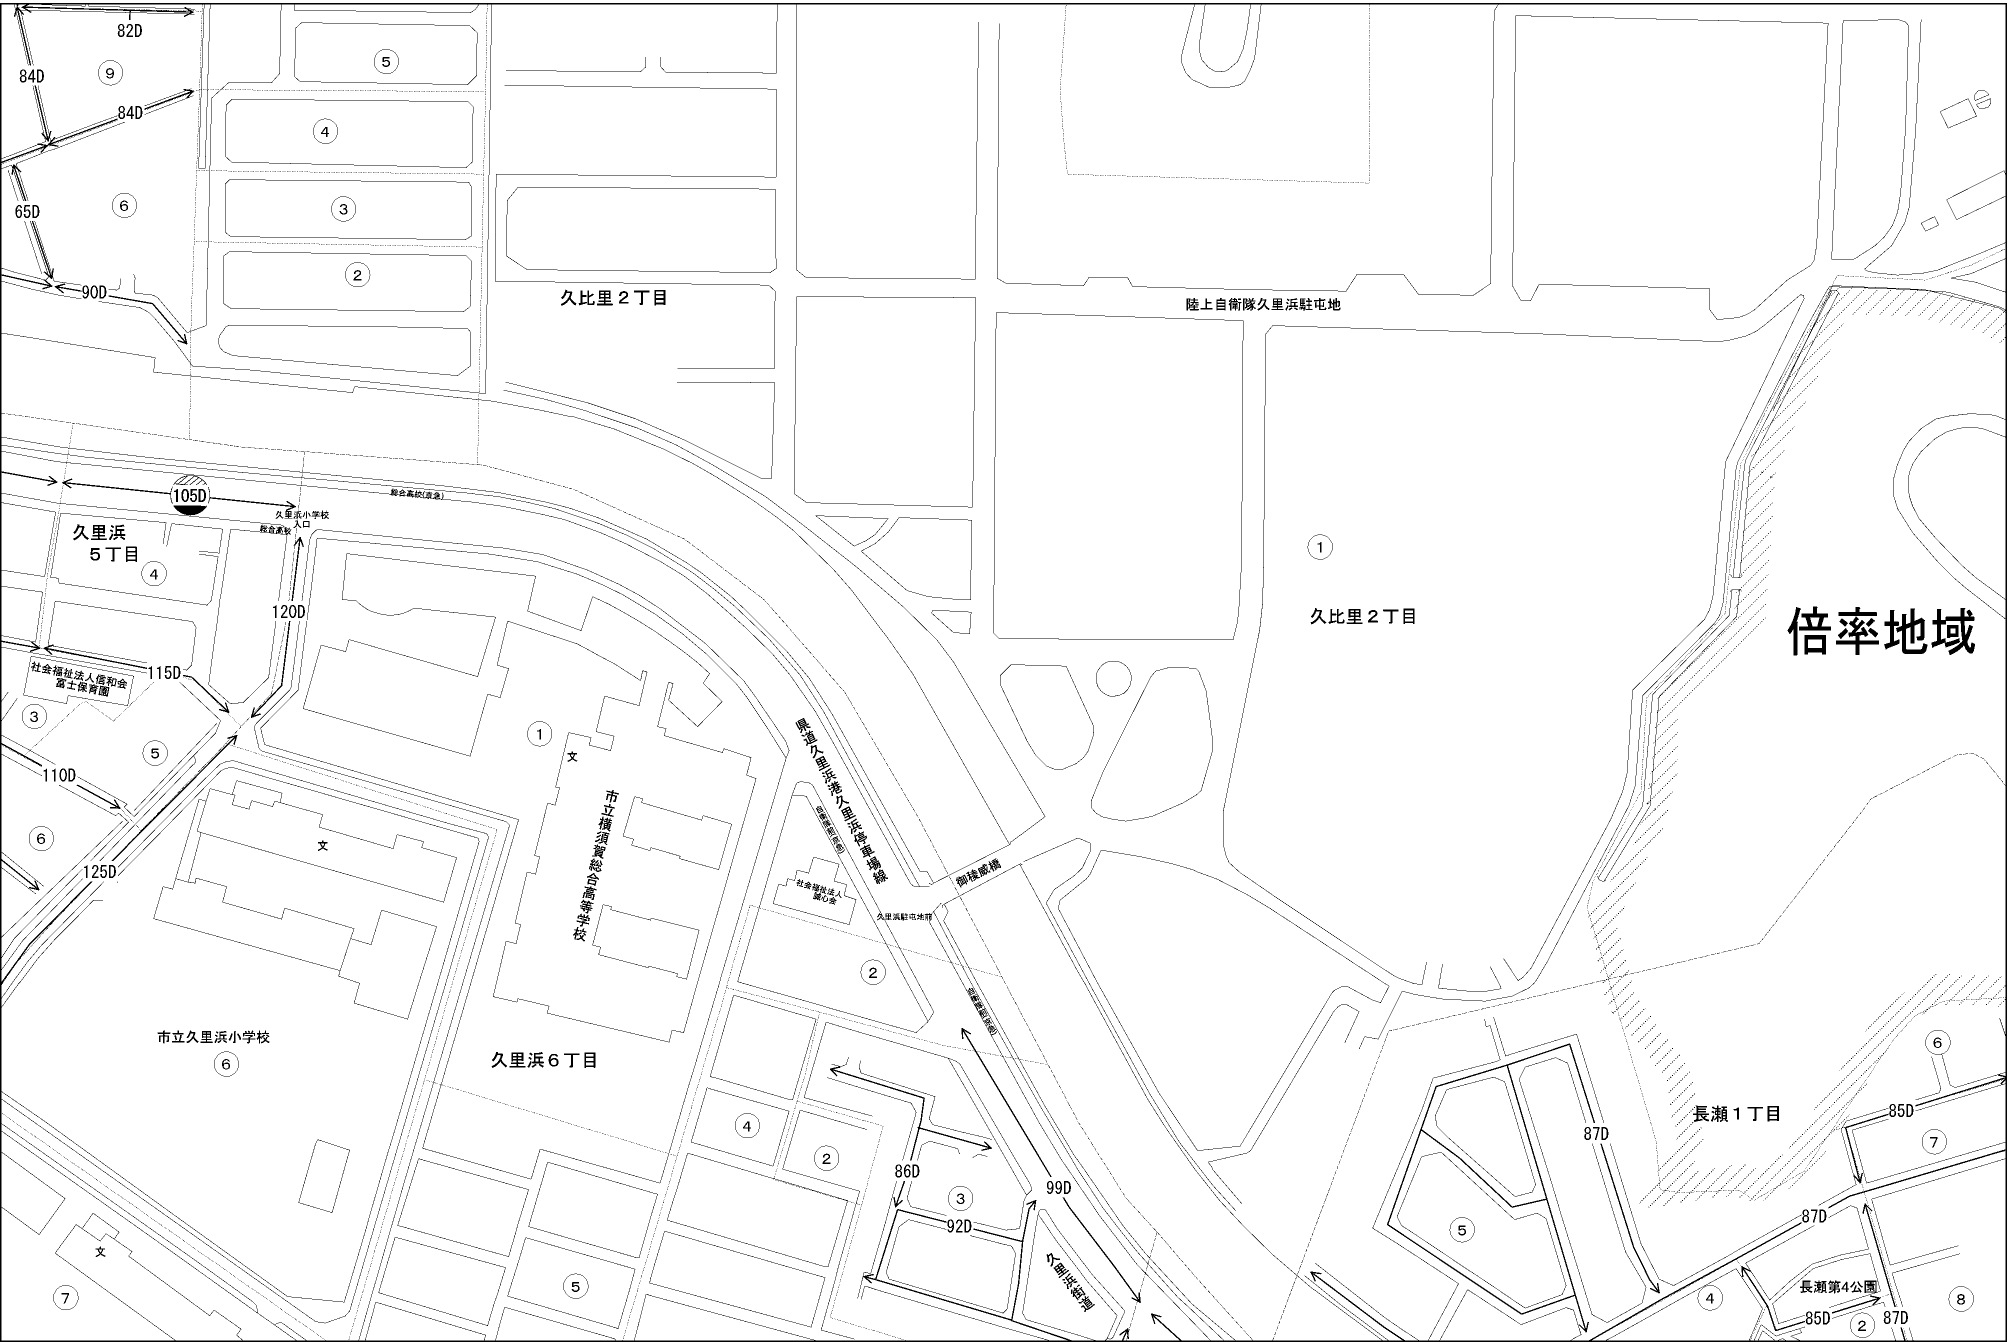 82D
84D
⑨
⑤
84D
④
65D
⑥
③
②
90D
久比里２丁目
陸上自衛隊久里浜駐屯地
105D
総合高校(京急)
久里浜小学校
入口
総合高校
久里浜
５丁目
④
①
120D
久比里２丁目
倍率地域
115D
社会福祉法人信和会
冨士保育園
③
⑤
①
文
県道久里浜港久里浜停車場線
110D
市立横須賀総合高等学校
⑥
文
125D
御稜威橋
社会福祉法人
誠心会
久里浜駐屯地前
②
市立久里浜小学校
⑥
久里浜６丁目
⑥
長瀬１丁目
85D
④
87D
⑦
②
86D
③
99D
92D
⑤
87D
文
久里浜街道
⑤
⑦
長瀬第4公園
④
⑧
85D
②
87D